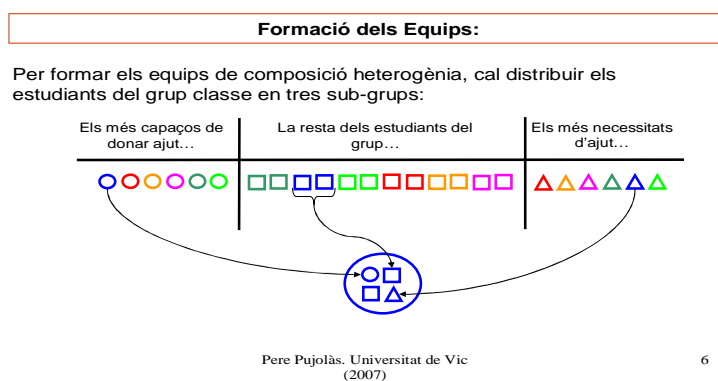 Formació dels Equips:
Per formar els equips de composició heterogènia, cal distribuir els
estudiants del grup classe en tres sub-grups:
Els més capaços de
donar ajut…
La resta dels estudiants del
grup…
Els més necessitats
d'ajut…
Pere Pujolàs. Universitat de Vic
(2007)
6